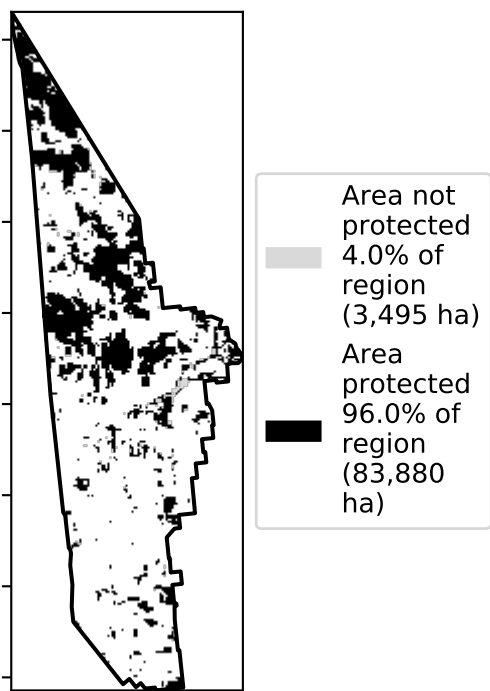 Area not
protected
4.0% of
region
(3,495 ha)
Area
protected
96.0% of
region
(83,880
ha)